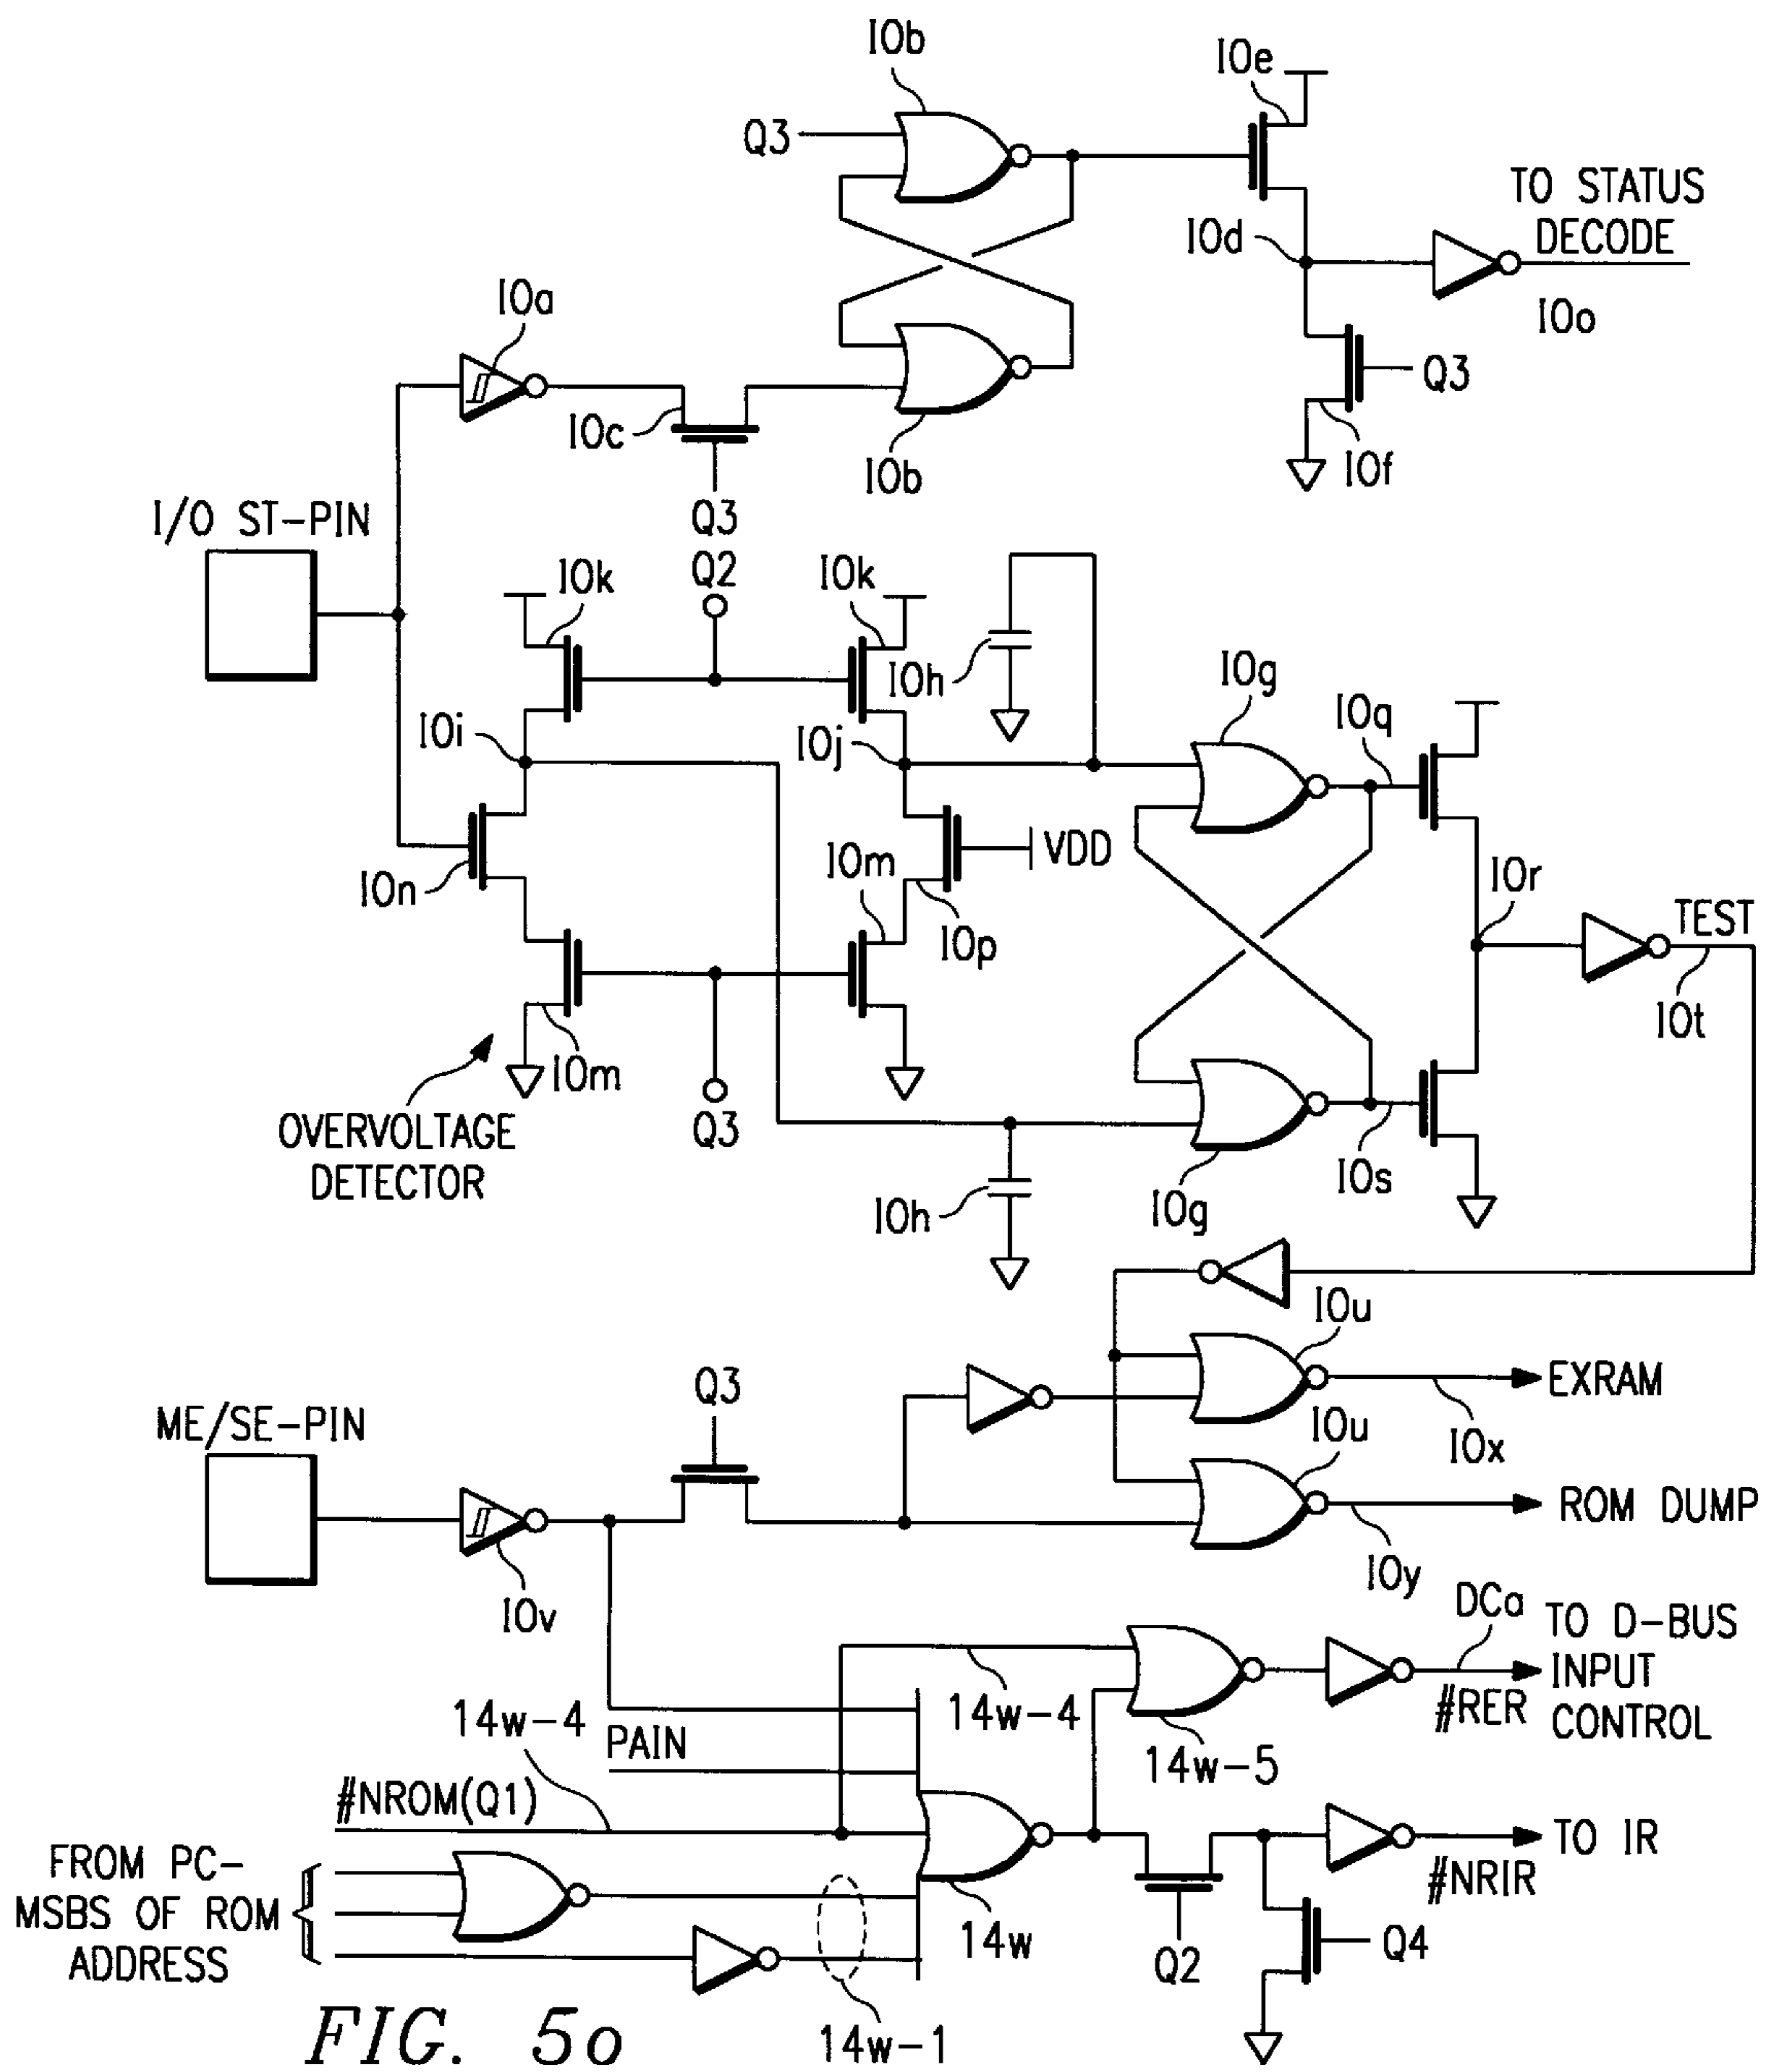 10b
10e
Q3
TO STATUS
DECODE
10d
10a
10o
Q3
10c
10b
10f
I/O ST-PIN
Q3
Q2
10k
10k
10h
10g
10q
10i
10j
VDD
10m
10r
10n
10p
TEST
10t
10m
OVERVOLTAGE
DETECTOR
Q3
10s
10h
10g
10u
Q3
EXRAM
ME/SE-PIN
10u
10x
ROM DUMP
10v
10y
DCa
TO D-BUS
INPUT
CONTROL
14w-4
14w-4
#RER
PAIN
14w-5
#NROM(Q1)
TO IR
FROM PC-
MSBS OF ROM
ADDRESS
#NRIR
14w
Q2
Q4
14w-1
FIG. 5o